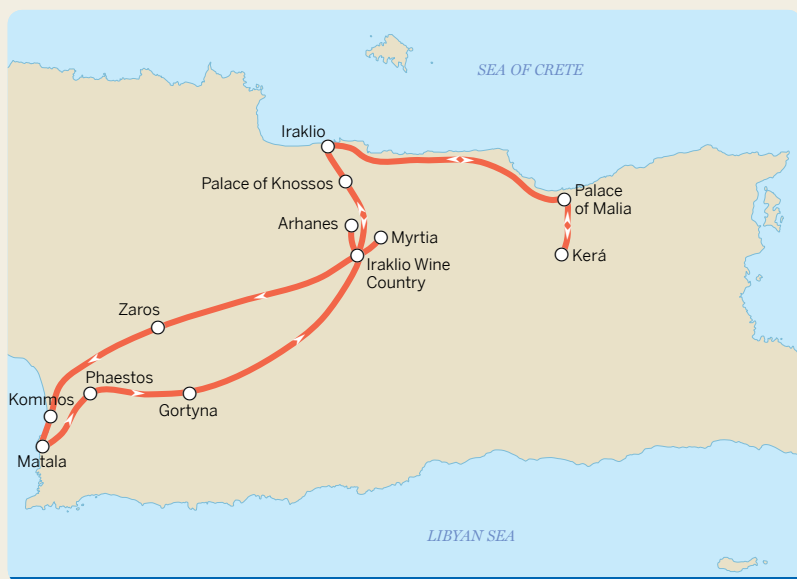 SEA OF CRETE
Iraklio
Palace of Knossos
Palace
of Malia
Arhanes
Myrtia
Iraklio Wine
Country
Kerá
Zaros
Phaestos
Kommos
Gortyna
Matala
LIBYAN SEA